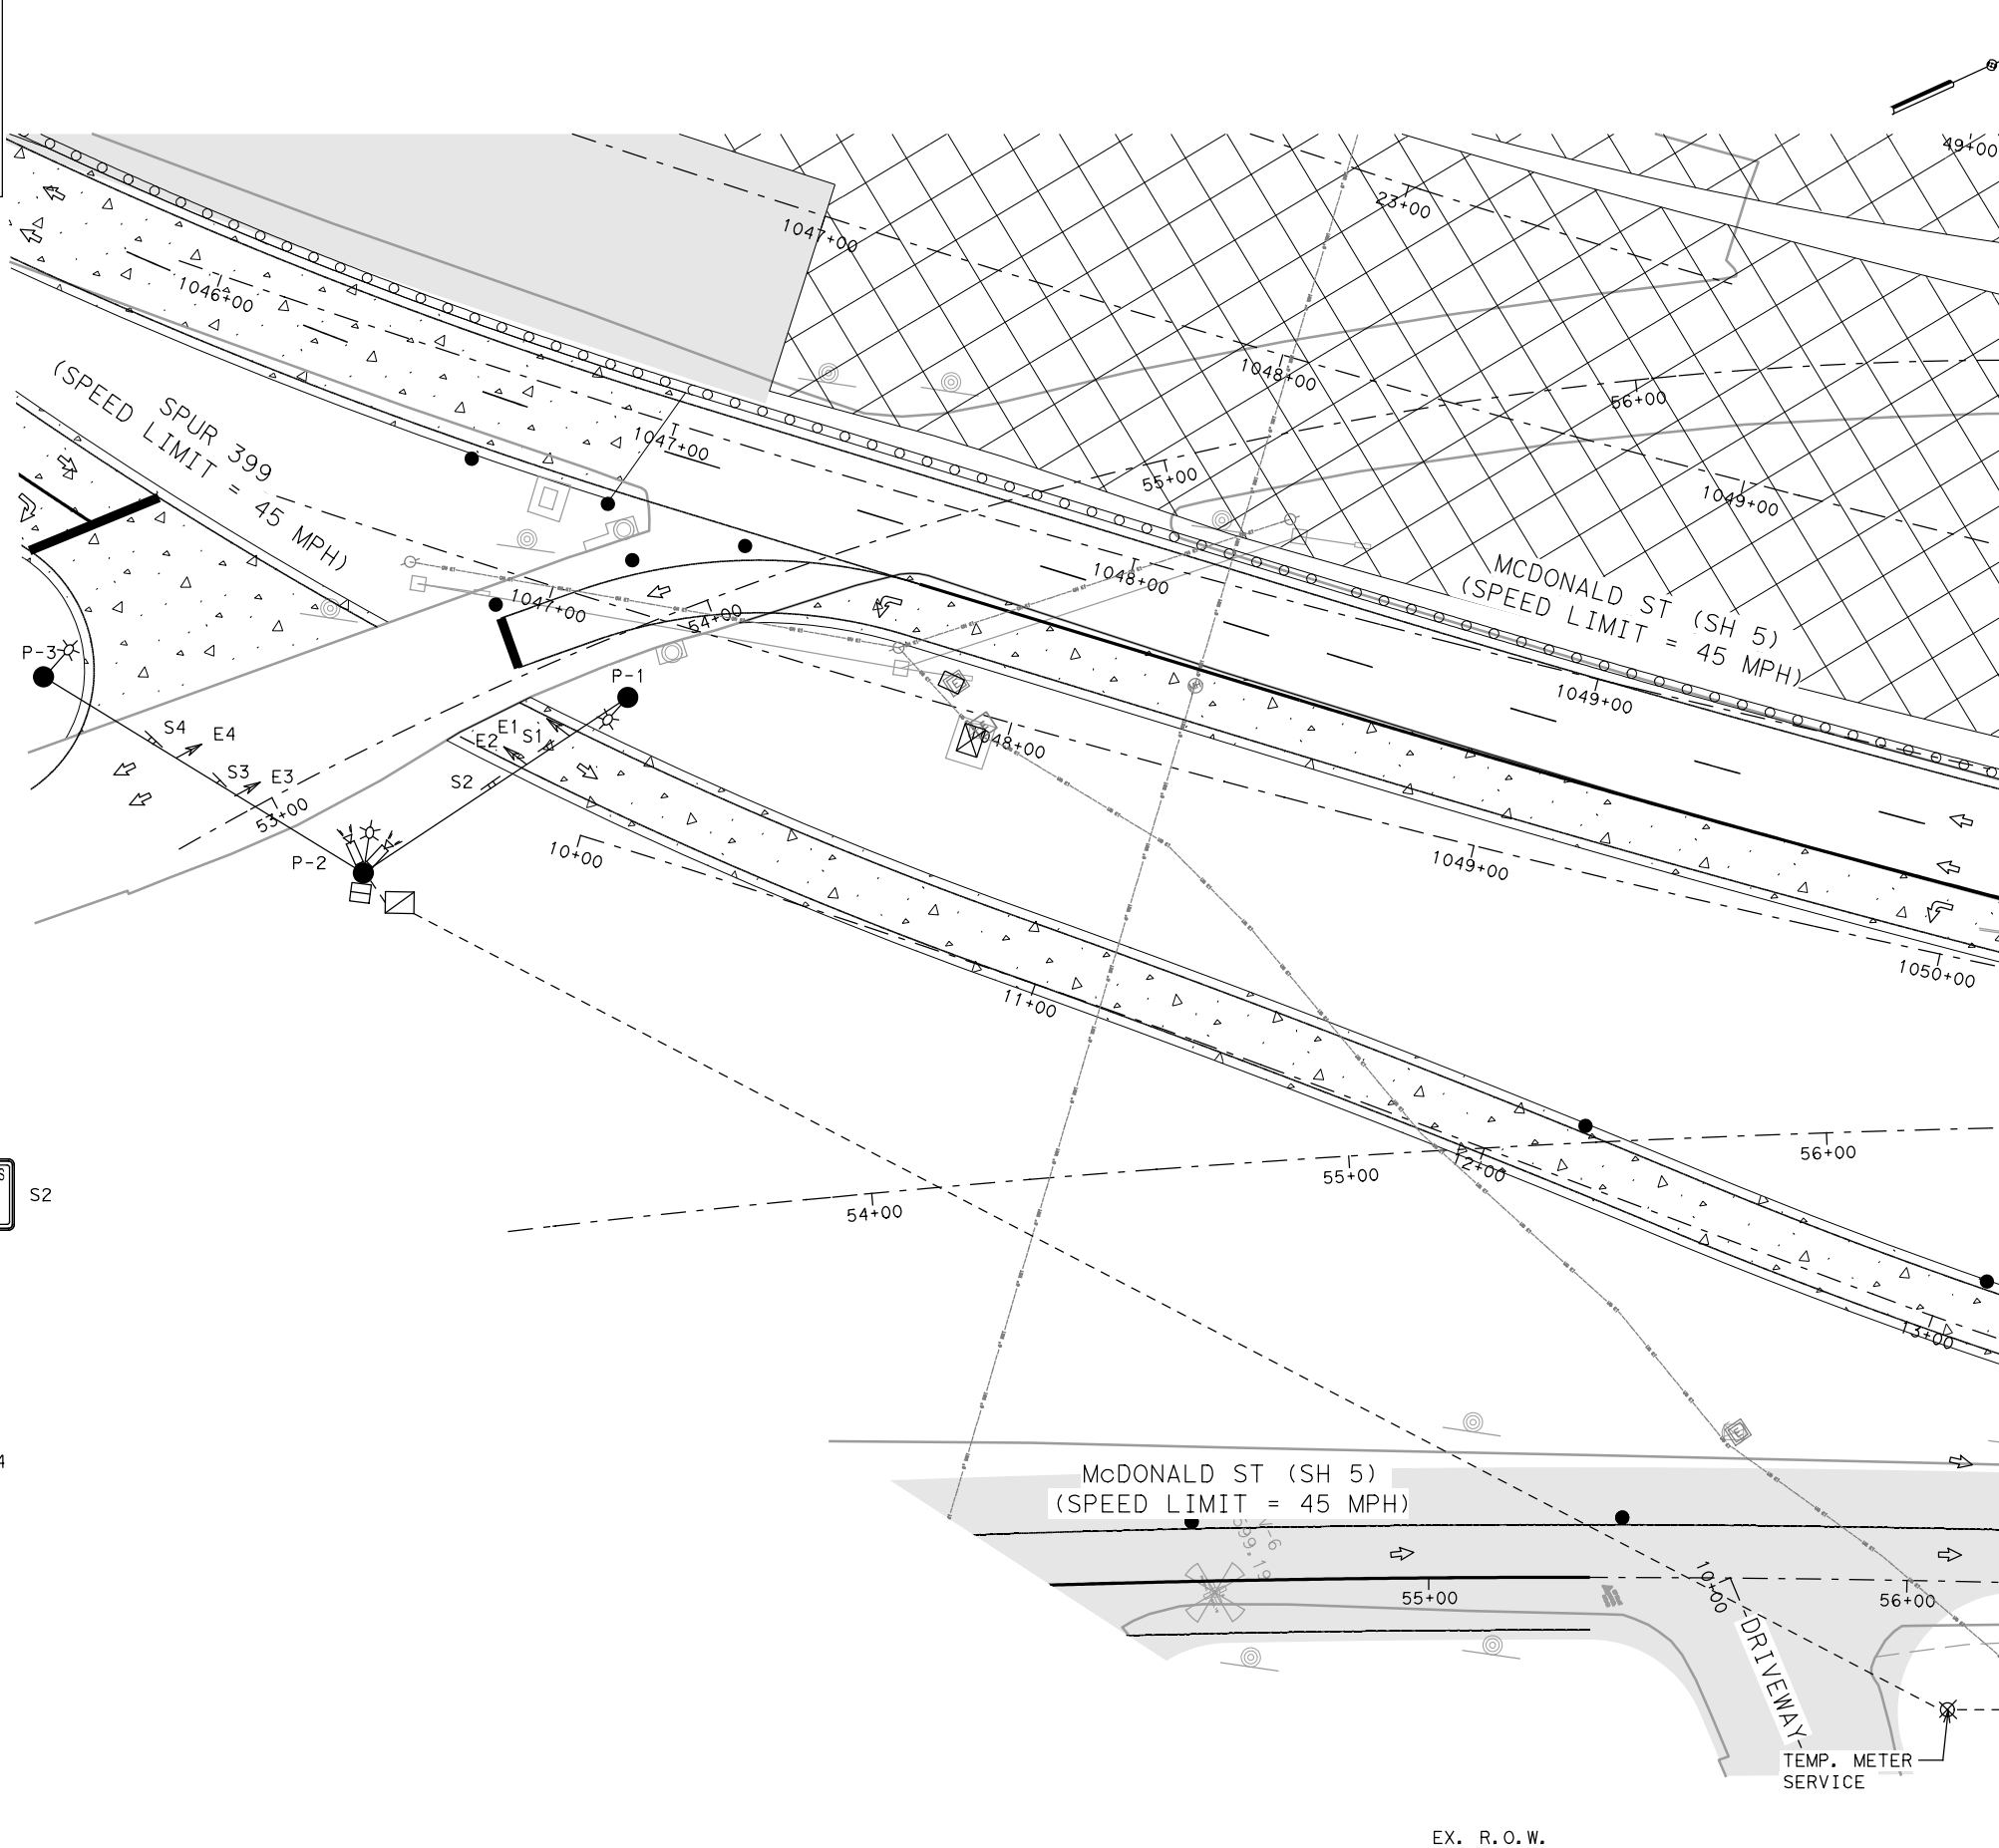 49+00
23+00
1047+00
1046+00
1048+00
56+00
SPUR 399
(SPEED LIMIT = 45 MPH)
1047+00
55+00
1049+00
MCDONALD ST (SH 5)
(SPEED LIMIT = 45 MPH)
1048+00
1047+00
54+00
P-3
P-1
1049+00
S4
E4
E1
S1
E2
1048+00
S3
E3
S2
53+00
P-2
10+00
1049+00
1050+00
11+00
12+00
56+00
55+00
S2
54+00
13+00
E
McDONALD ST (SH 5)
(SPEED LIMIT = 45 MPH)
55+00
10+00
56+00
DRIVEWAY
TEMP. METER
SERVICE
EX. R.O.W.